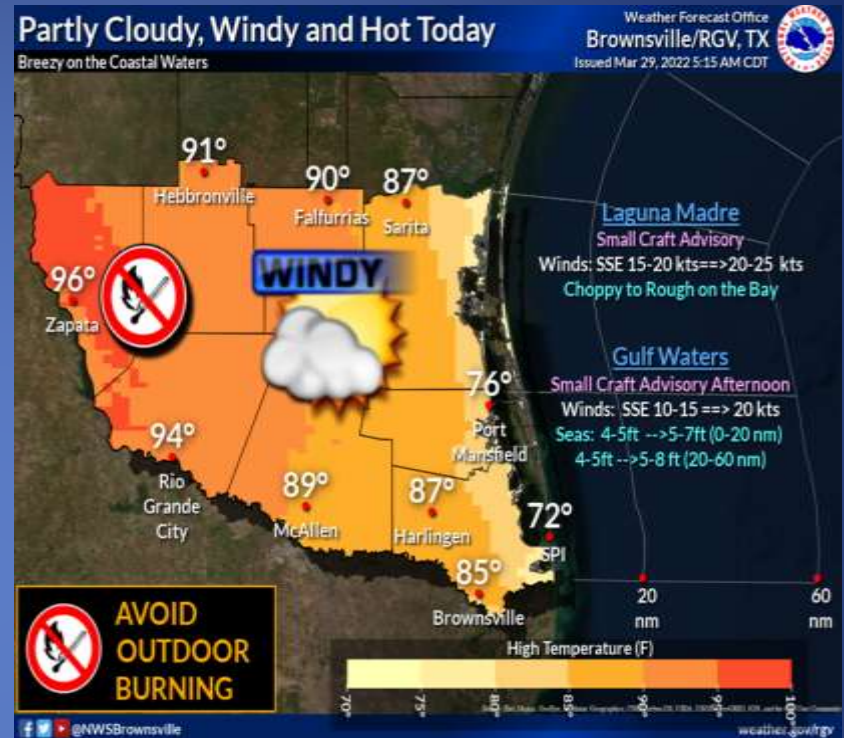 Partly Cloudy, Windy and Hot Today
Breezy on the Coastal Waters
Weather Forecast Office
Brownsville/RGV, TX
Issued Mar 29, 2022 5:15 AM CDT
91°
Hebbronville
90°
Falfurrias
87°
Sarita
WINDY
96°
Zapata
76°
Port
Mansfield
94°
Rio
Grande
City
89°
McAllen
87°
Harlingen
72°
SPI
85°
Brownsville
Laguna Madre
Small Craft Advisory
Winds: SSE 15-20 kts==>20-25 kts
Choppy to Rough on the Bay
Gulf Waters
Small Craft Advisory Afternoon
Winds: SSE 10-15 ==> 20 kts
Seas: 4-5ft -->5-7ft (0-20 nm)
4-5ft -->5-8 ft (20-60 nm)
20
nm
60
nm
AVOID
OUTDOOR
BURNING
High Temperature (F)
70°
75°
80°
85°
90°
95°
100°
@NWSBrownsville
weather.gov/rgv